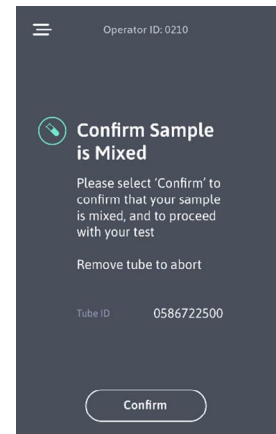 Operator ID: 0210
Confirm Sample
is Mixed
Please select ‘Confirm’ to
confirm that your sample
is mixed, and to proceed
with your test
Remove tube to abort
Tube ID 0586722500
Confirm